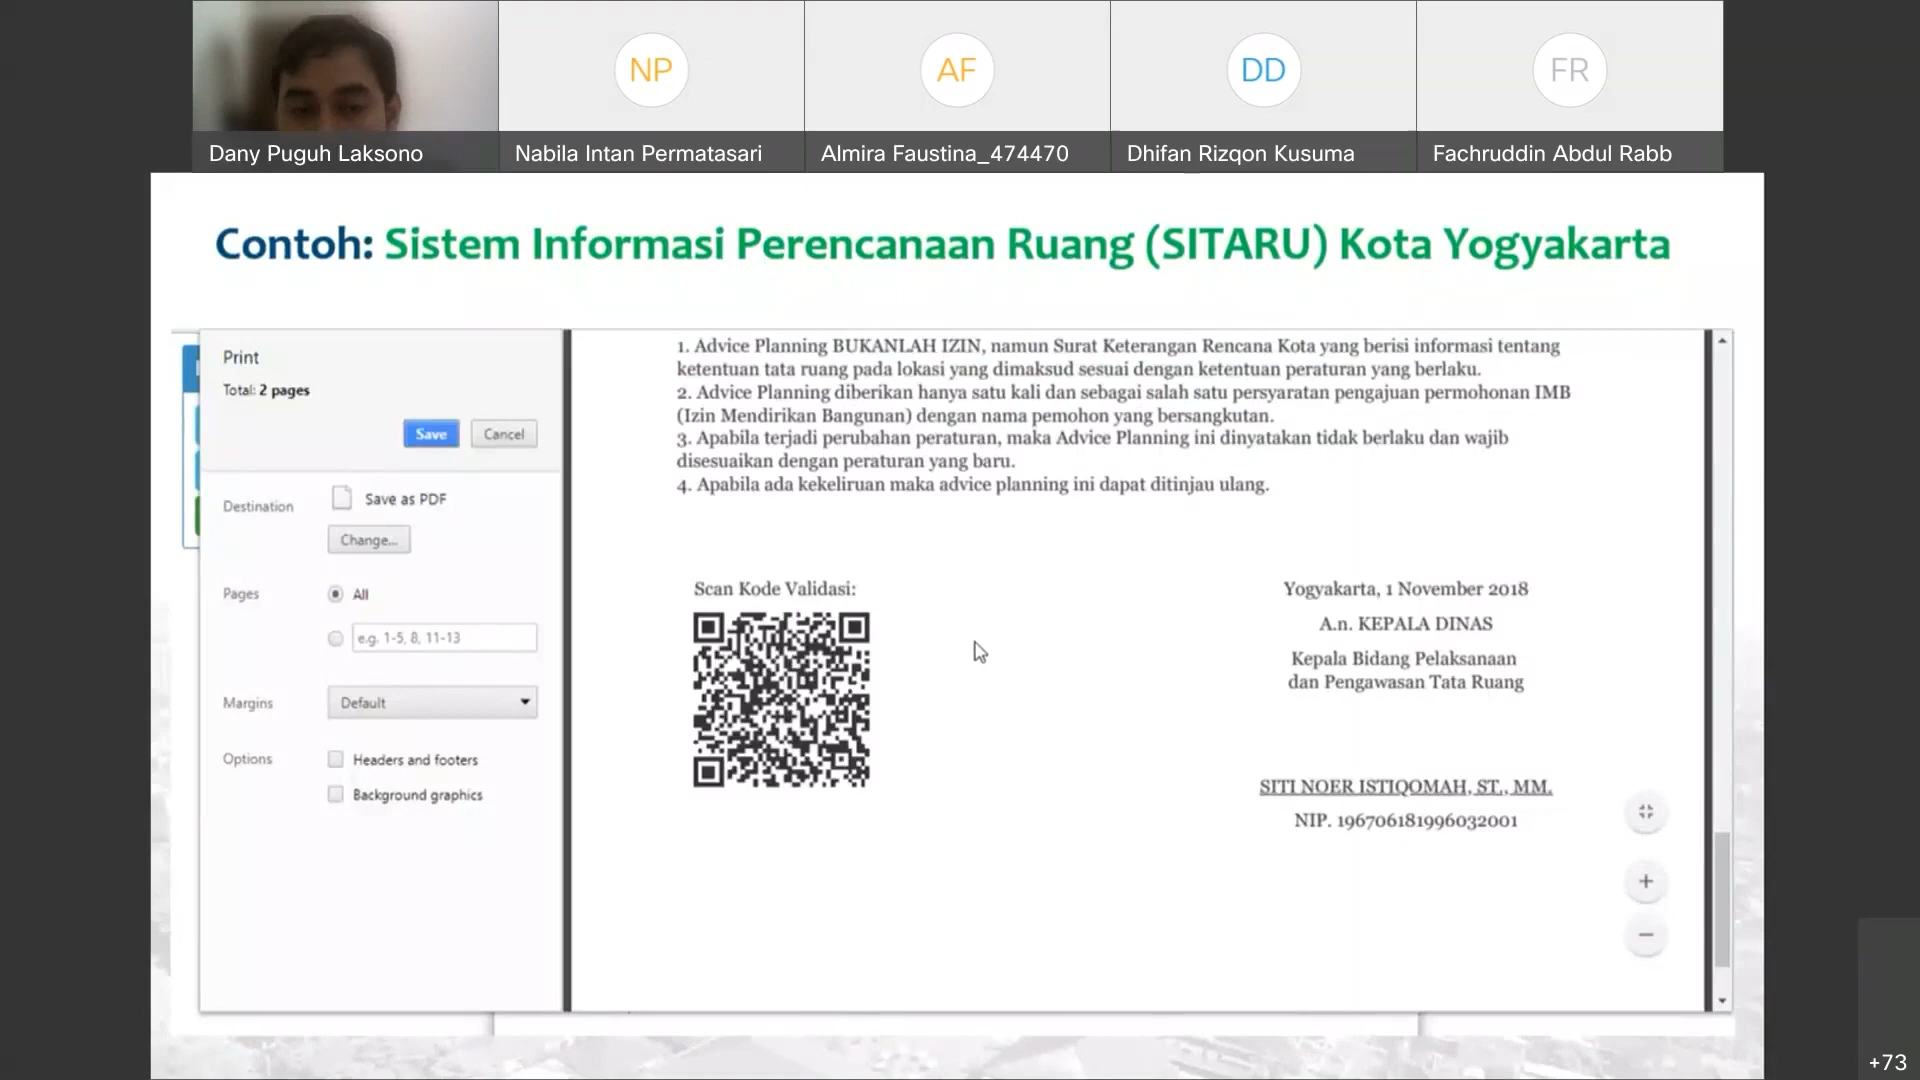 NP
AF
DD
FR
Dany Puguh Laksono
Nabila Intan Permatasari
Almira Faustina_474470
Dhifan Rizqon Kusuma
Fachruddin Abdul Rabb
Contoh: Sistem Informasi Perencanaan Ruang (SITARU) Kota Yogyakarta
Print
Total: 2 pages
Save
Cancel
Destination
Save as PDF
Change...
Pages
All
e.g. 1-5, 8, 11-13
Margins
Default
Options
Headers and footers
Background graphics
1. Advice Planning BUKANLAH IZIN, namun Surat Keterangan Rencana Kota yang berisi informasi tentang
ketentuan tata ruang pada lokasi yang dimaksud sesuai dengan ketentuan peraturan yang berlaku.
2. Advice Planning diberikan hanya satu kali dan sebagai salah satu persyaratan pengajuan permohonan IMB
(Izin Mendirikan Bangunan) dengan nama pemohon yang bersangkutan.
3. Apabila terjadi perubahan peraturan, maka Advice Planning ini dinyatakan tidak berlaku dan wajib
disesuaikan dengan peraturan yang baru.
4. Apabila ada kekeliruan maka advice planning ini dapat ditinjau ulang.
Scan Kode Validasi:
Yogyakarta, 1 November 2018
A.n. KEPALA DINAS
Kepala Bidang Pelaksanaan
dan Pengawasan Tata Ruang
SITI NOER ISTIQOMAH, ST., MM.
NIP. 196706181996032001
+73